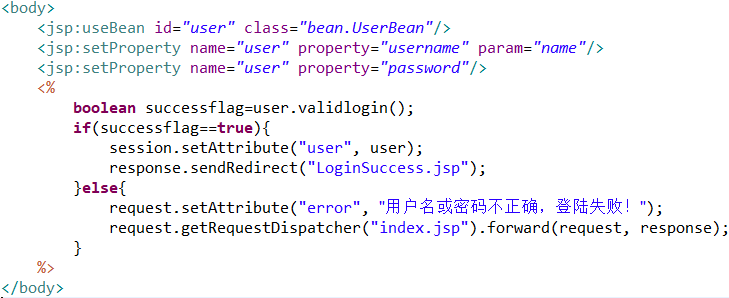 <body>
<jsp:useBean id="user" class="bean.UserBean"/>
<jsp:setProperty name="user" property="username" param="name"/>
<jsp:setProperty name="user" property="password"/>
<%
boolean successflag=user.validlogin();
if(successflag==true){
session.setAttribute("user", user);
response.sendRedirect("LoginSuccess.jsp");
}else{
request.setAttribute("error", "用户名或密码不正确，登陆失败！");
request.getRequestDispatcher("index.jsp").forward(request, response);
}
%>
</body>